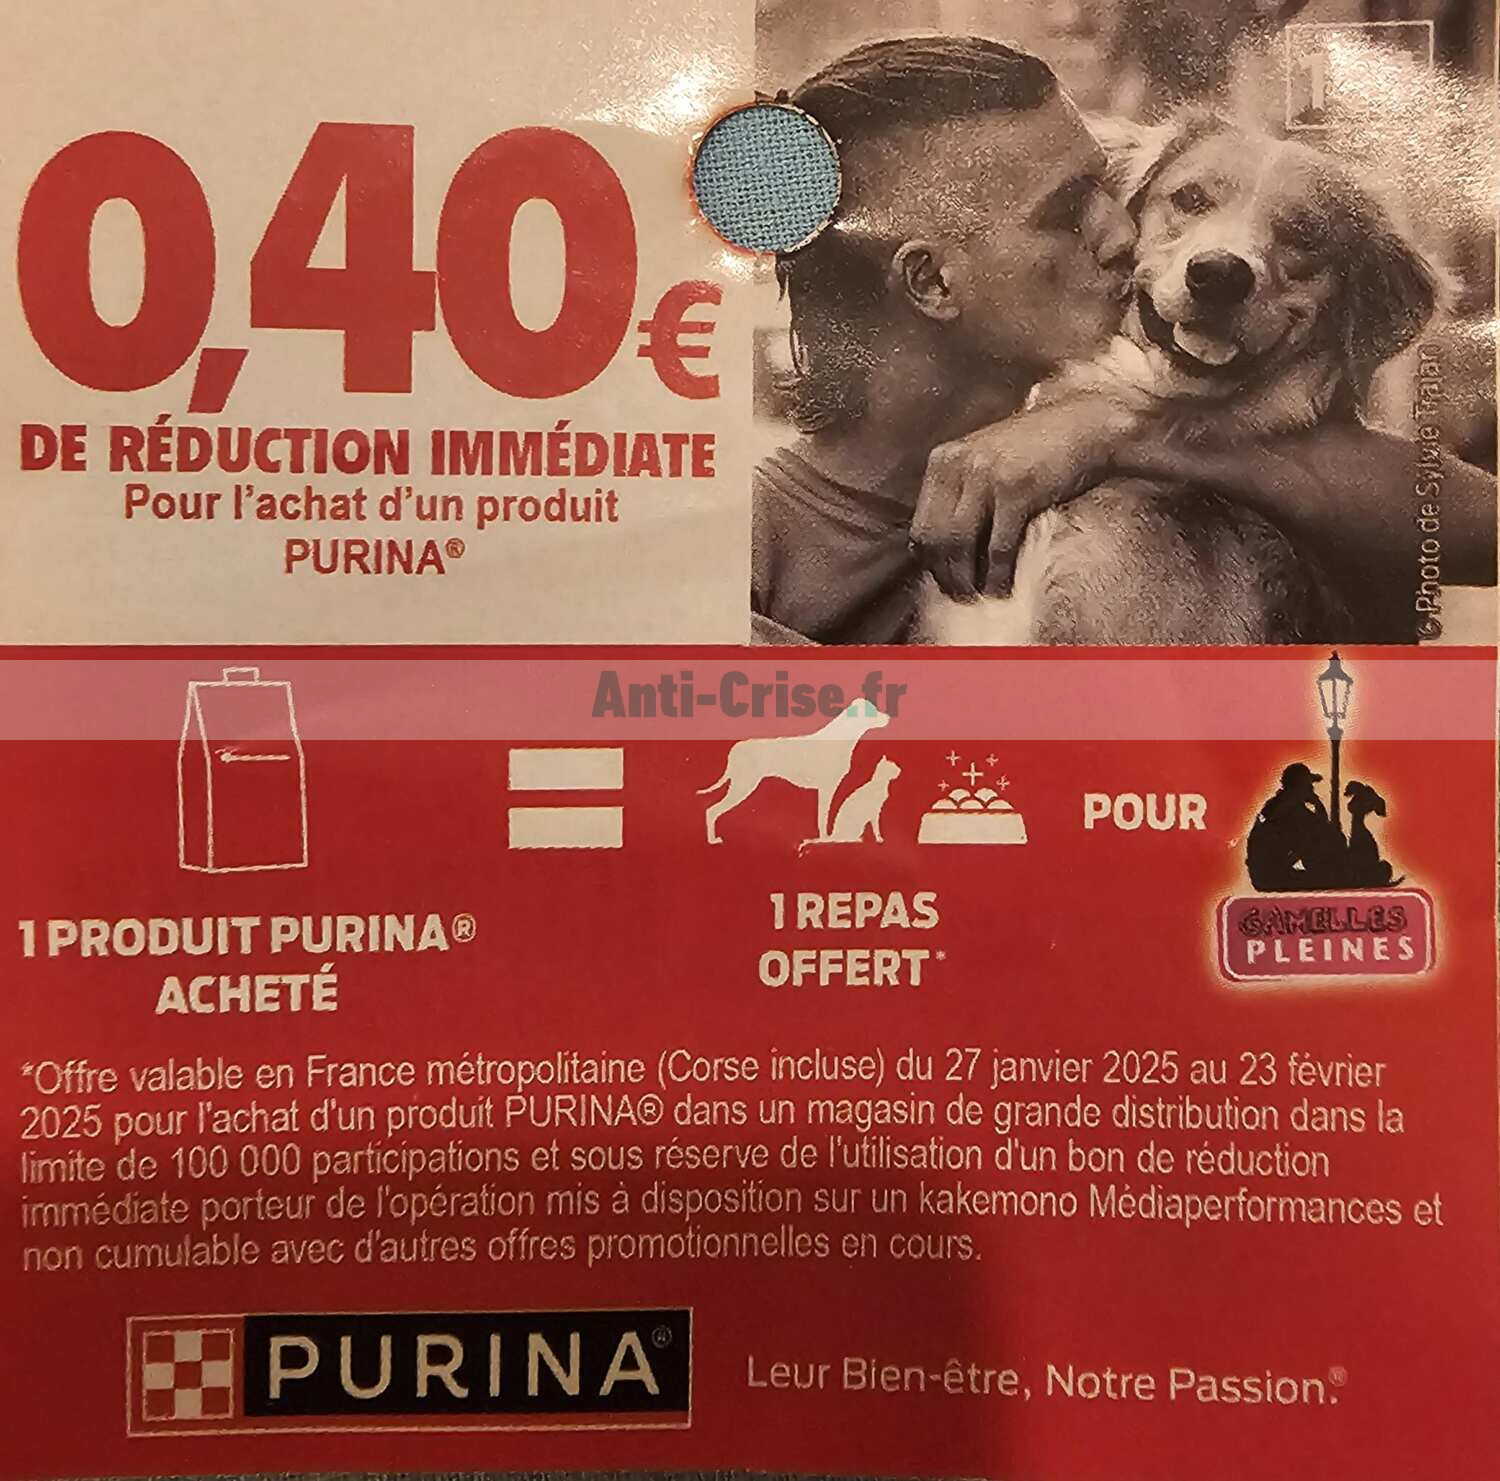 0,40€
DE RÉDUCTION IMMÉDIATE
Pour l'achat d'un produit
PURINA®
© Photo de Sylvie
Anti-Crise.fr
1 PRODUIT PURINA®
ACHETÉ
1 REPAS
OFFERT*
POUR
GAMELLES
PLEINES
*Offre valable en France métropolitaine (Corse incluse) du 27 janvier 2025 au 23 février
2025 pour l'achat d'un produit PURINA® dans un magasin de grande distribution dans la
limite de 100 000 participations et sous réserve de l'utilisation d'un bon de réduction
immédiate porteur de l'opération mis à disposition sur un kakemono Médiaperformances et
non cumulable avec d'autres offres promotionnelles en cours.
PURINA®
Leur Bien-être, Notre Passion.®